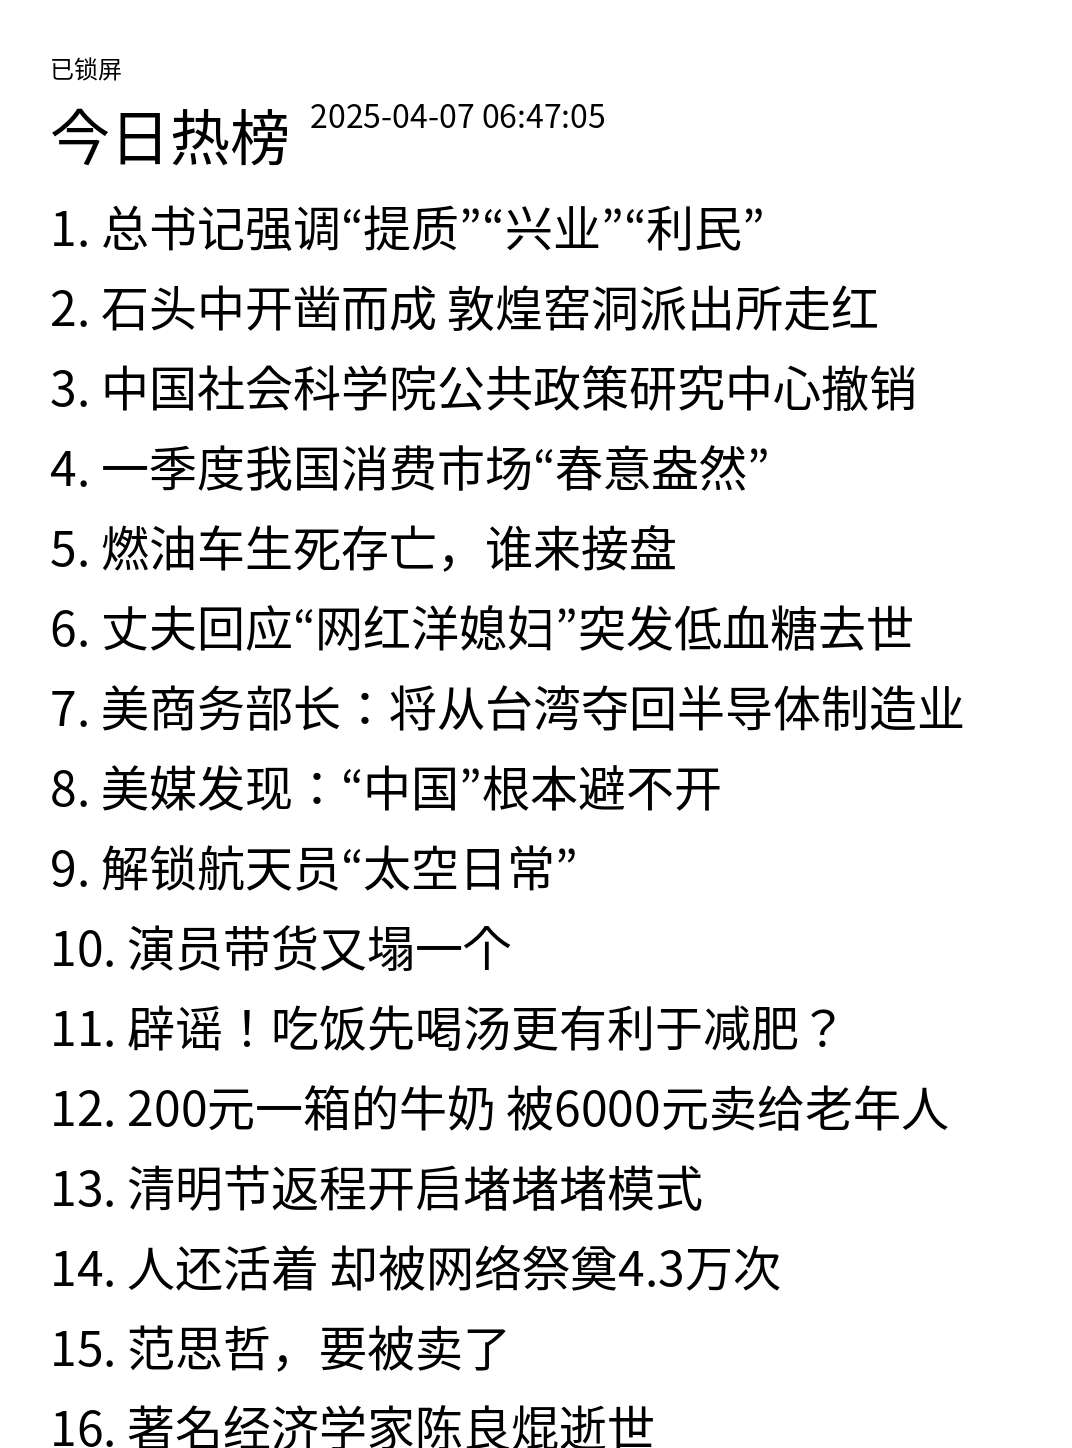 已锁屏
今日热榜 2025-04-07 06:47:05
1. 总书记强调“提质”“兴业”“利民”
2. 石头中开凿而成 敦煌窑洞派出所走红
3. 中国社会科学院公共政策研究中心撤销
4. 一季度我国消费市场“春意盎然”
5. 燃油车生死存亡，谁来接盘
6. 丈夫回应“网红洋媳妇”突发低血糖去世
7. 美商务部长：将从台湾夺回半导体制造业
8. 美媒发现：“中国”根本避不开
9. 解锁航天员“太空日常”
10. 演员带货又塌一个
11. 辟谣！吃饭先喝汤更有利于减肥？
12. 200元一箱的牛奶 被6000元卖给老年人
13. 清明节返程开启堵堵堵模式
14. 人还活着 却被网络祭奠4.3万次
15. 范思哲，要被卖了
16. 著名经济学家陈良焜逝世